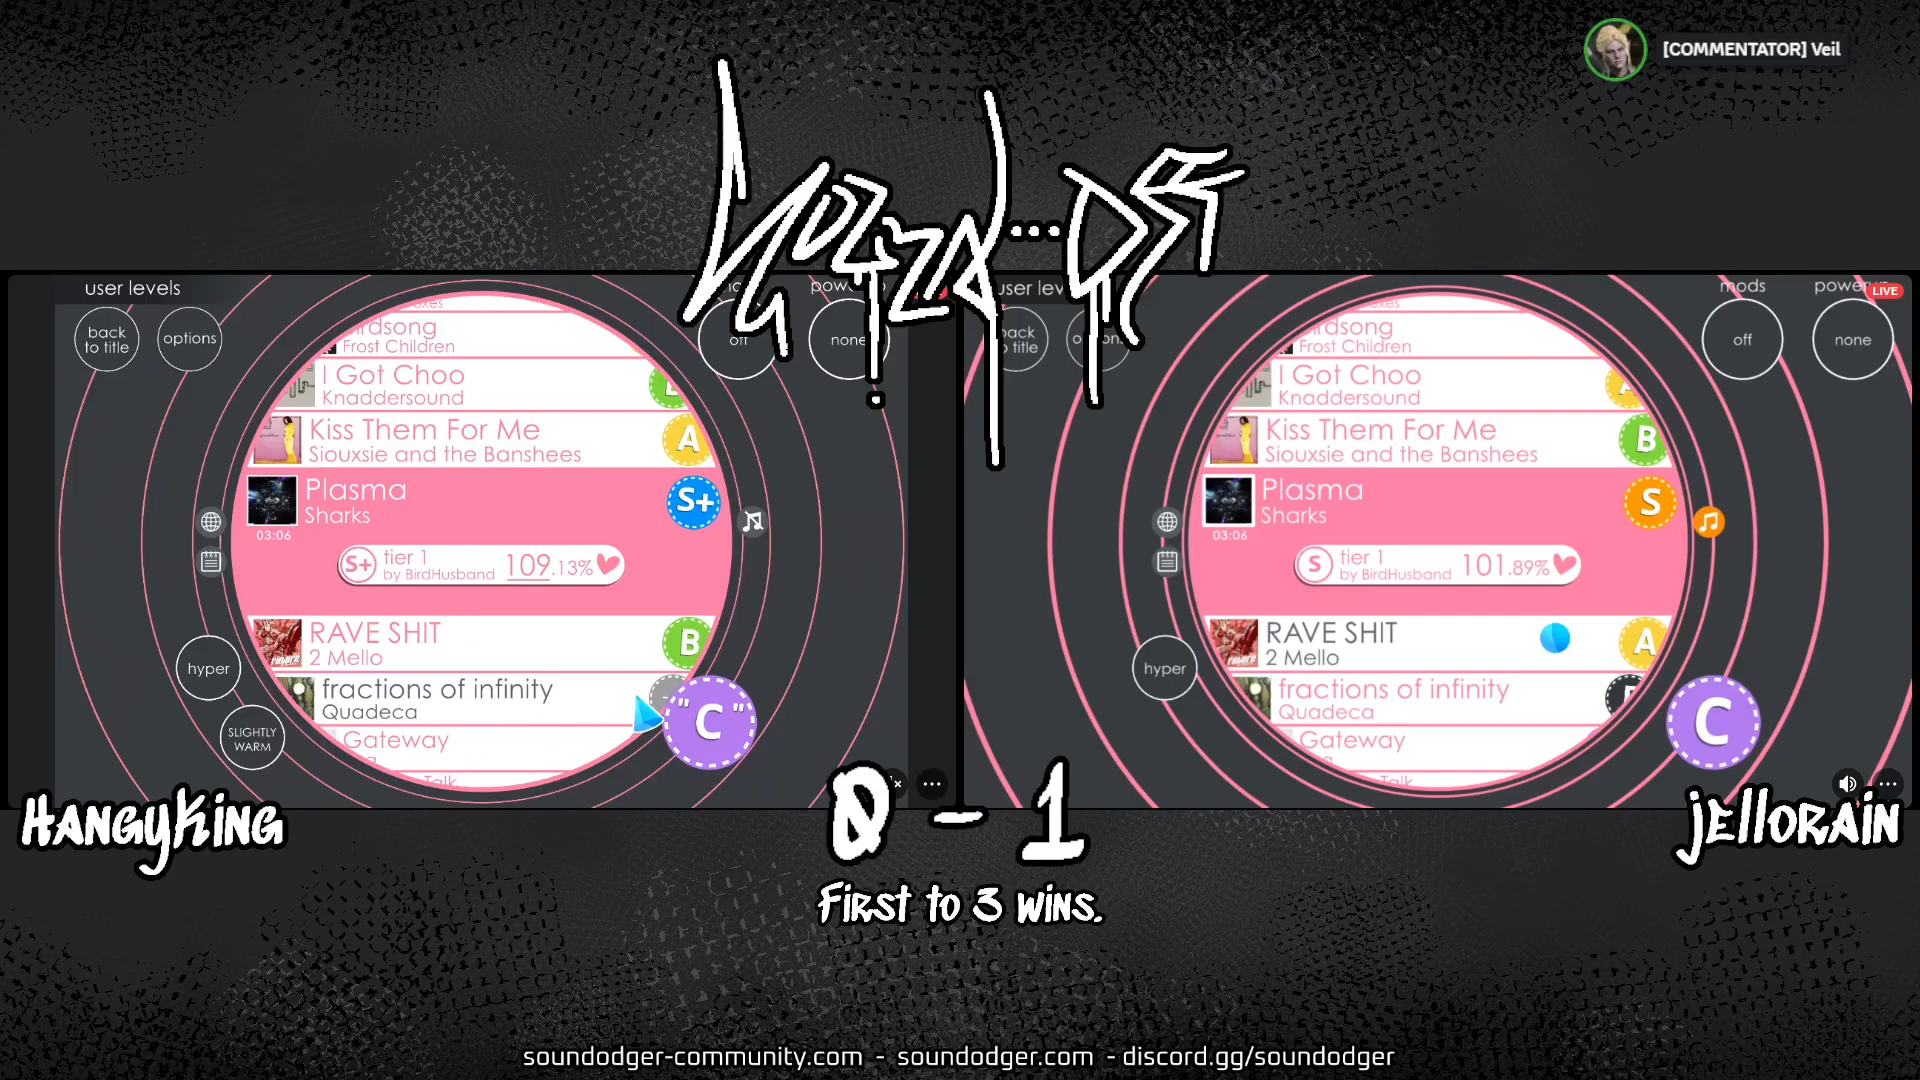 [COMMENTATOR] Veil
user levels
back
to title
options
none
Frost Children
I Got Choo
Knaddersound
Kiss Them For Me
Siouxsie and the Banshees
A
Plasma
Sharks
03:06
S+
S+
tier 1
by BirdHusband
109.13%
RAVE SHIT
2 Mello
B
fractions of infinity
Quadeca
Gateway
Talk
hyper
SLIGHTLY
WARM
"C"
mods
off
LIVE
none
Frost Children
I Got Choo
Knaddersound
A
Kiss Them For Me
Siouxsie and the Banshees
B
Plasma
Sharks
03:06
S
S
tier 1
by BirdHusband
101.89%
RAVE SHIT
2 Mello
A
fractions of infinity
Quadeca
Gateway
Talk
hyper
C
HangyKing
0 - 1
jellorain
First to 3 wins.
soundodger-community.com - soundodger.com - discord.gg/soundodger